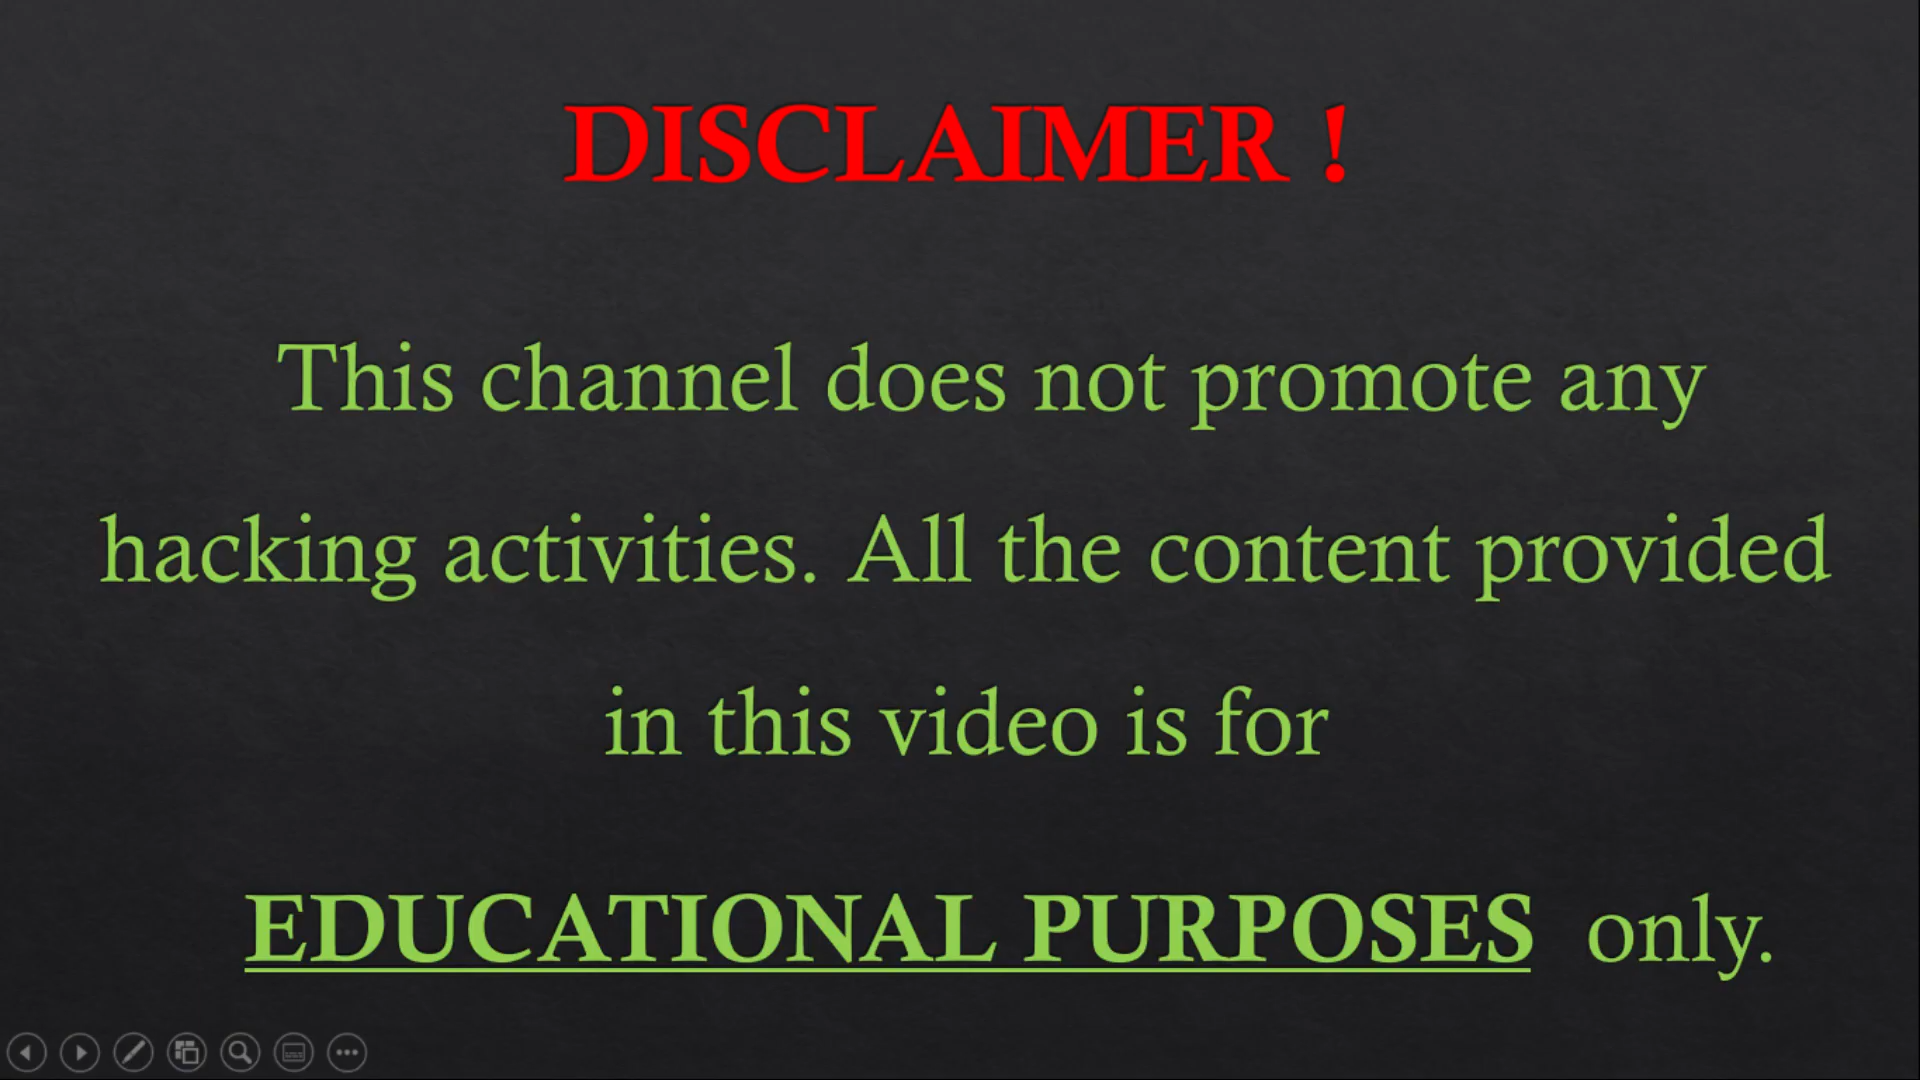 DISCLAIMER !
This channel does not promote any
hacking activities. All the content provided
in this video is for
EDUCATIONAL PURPOSES only.